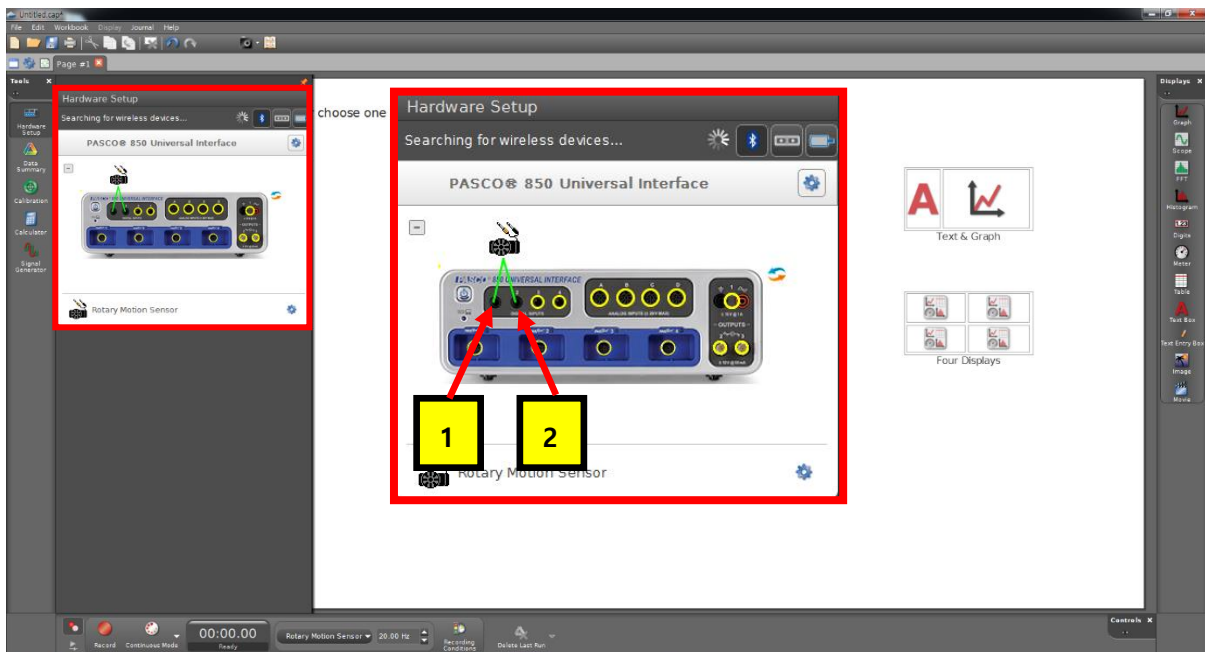 Untitled.cap*
File Edit Workbook Display Journal Help
Page #1
Tools
Hardware Setup
Data Summary
Calibration
Calculator
Signal Generator
Hardware Setup
Searching for wireless devices...
PASCO® 850 Universal Interface
Rotary Motion Sensor
choose one
Hardware Setup
Searching for wireless devices...
PASCO® 850 Universal Interface
850 UNIVERSAL INTERFACE
2 3 4
A B C D
DIGITAL INPUTS
OUTPUTS
1
2
Rotary Motion Sensor
A
Text & Graph
Four Displays
Displays
Graph
Scope
FFT
Histogram
Digits
Meter
Table
Text Box
Text Entry Box
Image
Movie
Controls
Record
Continuous Mode
00:00.00
Ready
Rotary Motion Sensor
20.00 Hz
Recording Conditions
Delete Last Run